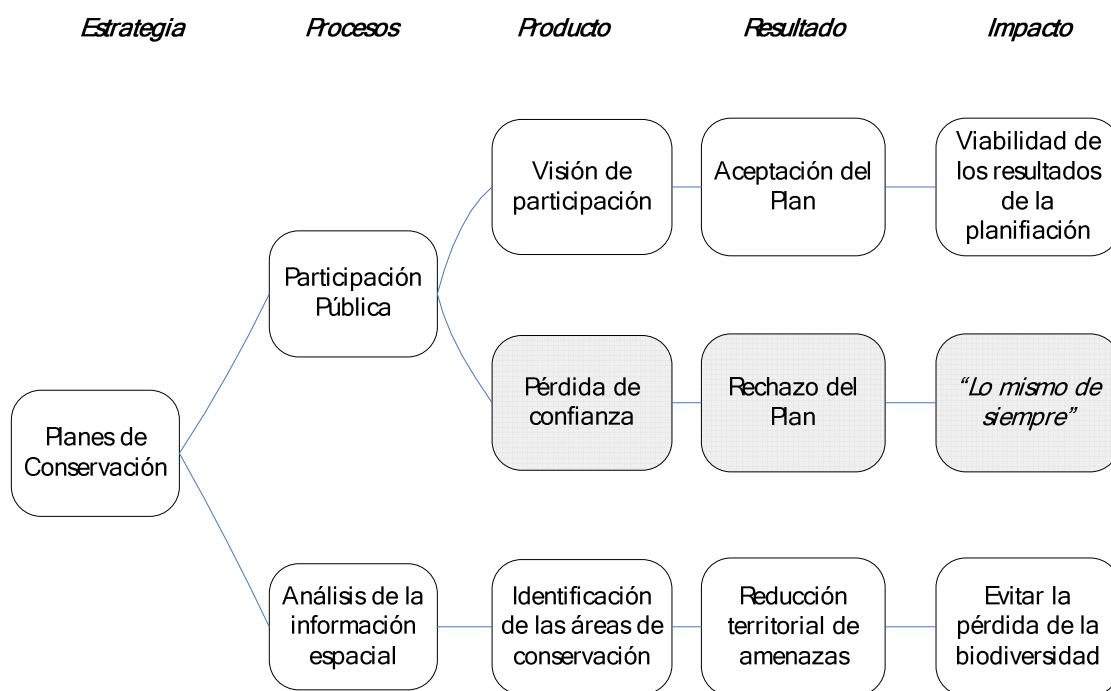 Estrategia Procesos Producto Resultado Impacto
Visión de
participación
Aceptación del
Plan
Viabilidad de
los resultados
de la
planifiación
Participación
Pública
Pérdida de
confianza
Rechazo del
Plan
“Lo mismo de
siempre”
Planes de
Conservación
Análisis de la
información
espacial
Identificación
de las áreas de
conservación
Reducción
territorial de
amenazas
Evitar la
pérdida de la
biodiversidad